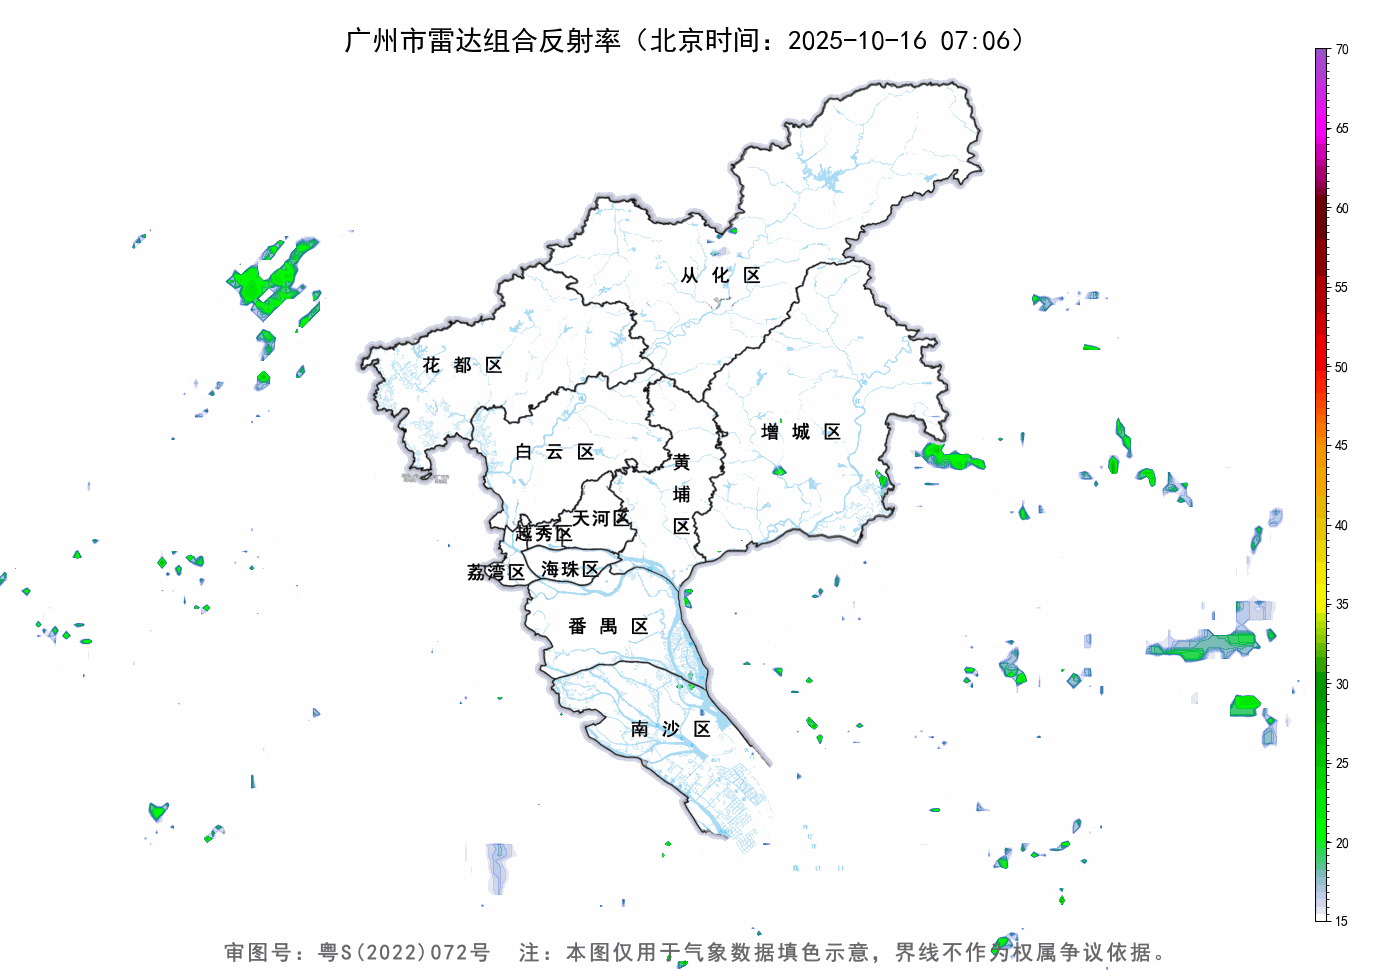 广州市雷达组合反射率（北京时间：2025-10-16 07:06）
70
65
60
55
50
45
40
35
30
25
20
15
从化区
花都区
增城区
白云区
黄埔区
天河区
越秀区
荔湾区
海珠区
番禺区
南沙区
审图号：粤S(2022)072号 注：本图仅用于气象数据填色示意，界线不作为权属争议依据。